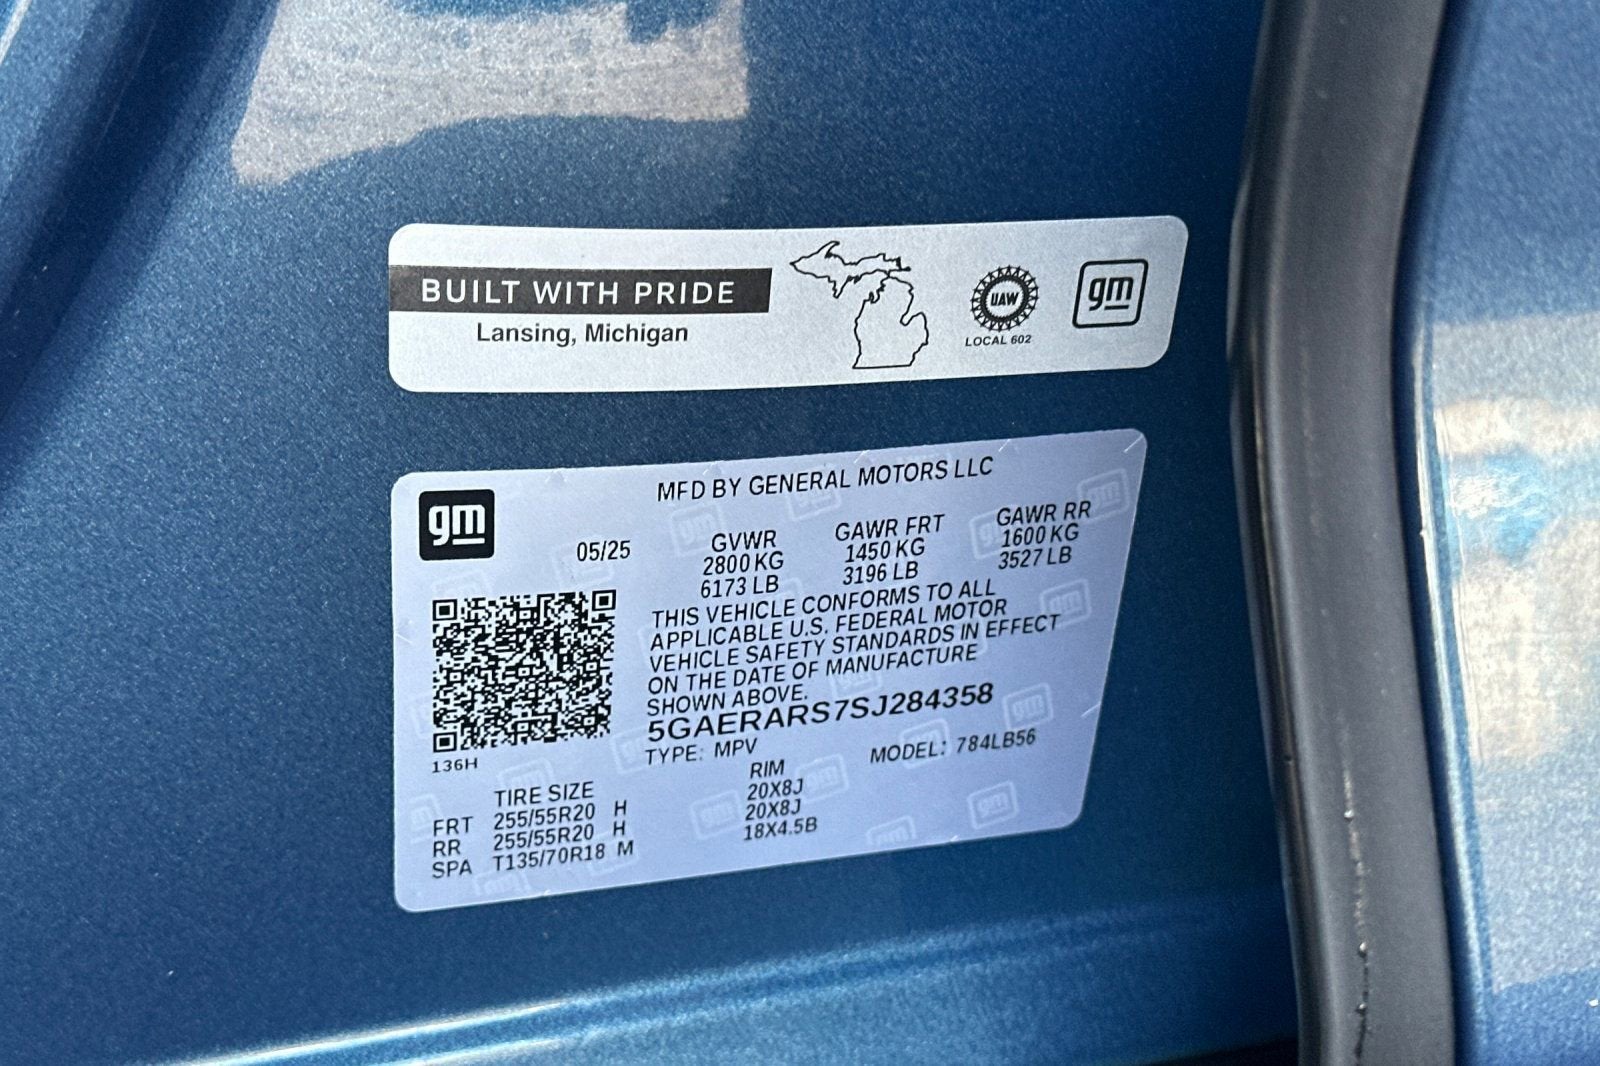 BUILT WITH PRIDE
Lansing, Michigan
UAW
LOCAL 602
gm
gm
MFD BY GENERAL MOTORS LLC
05/25
GVWR
2800 KG
6173 LB
GAWR FRT
1450 KG
3196 LB
GAWR RR
1600 KG
3527 LB
THIS VEHICLE CONFORMS TO ALL
APPLICABLE U.S. FEDERAL MOTOR
VEHICLE SAFETY STANDARDS IN EFFECT
ON THE DATE OF MANUFACTURE
SHOWN ABOVE.
5GAERARS7SJ284358
TYPE: MPV MODEL: 784LB56
136H
TIRE SIZE RIM
FRT 255/55R20 H 20X8J
RR 255/55R20 H 20X8J
SPA T135/70R18 M 18X4.5B